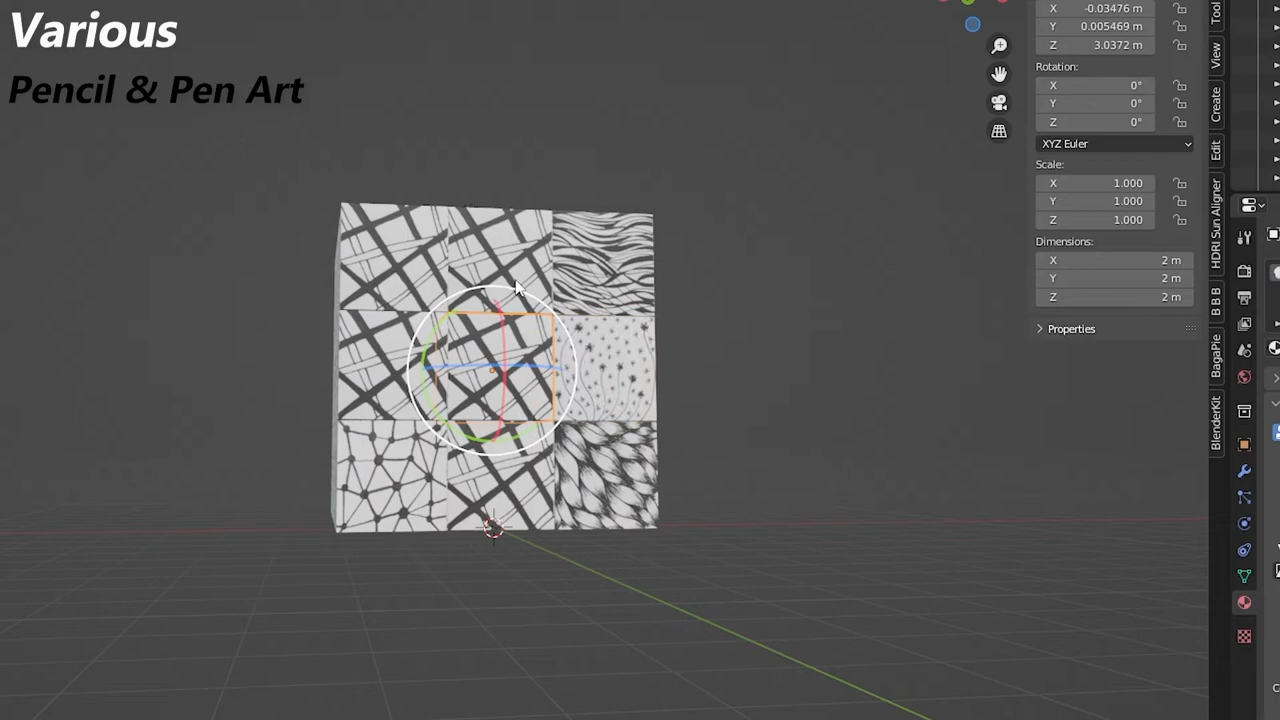 Various
Pencil & Pen Art
X -0.03476 m
Y 0.005469 m
Z 3.0372 m
Rotation:
X 0°
Y 0°
Z 0°
XYZ Euler
Scale:
X 1.000
Y 1.000
Z 1.000
Dimensions:
X 2 m
Y 2 m
Z 2 m
Properties
Tool
View
Create
Edit
HDRI Sun Aligner
B B B
BagaPie
BlenderKit